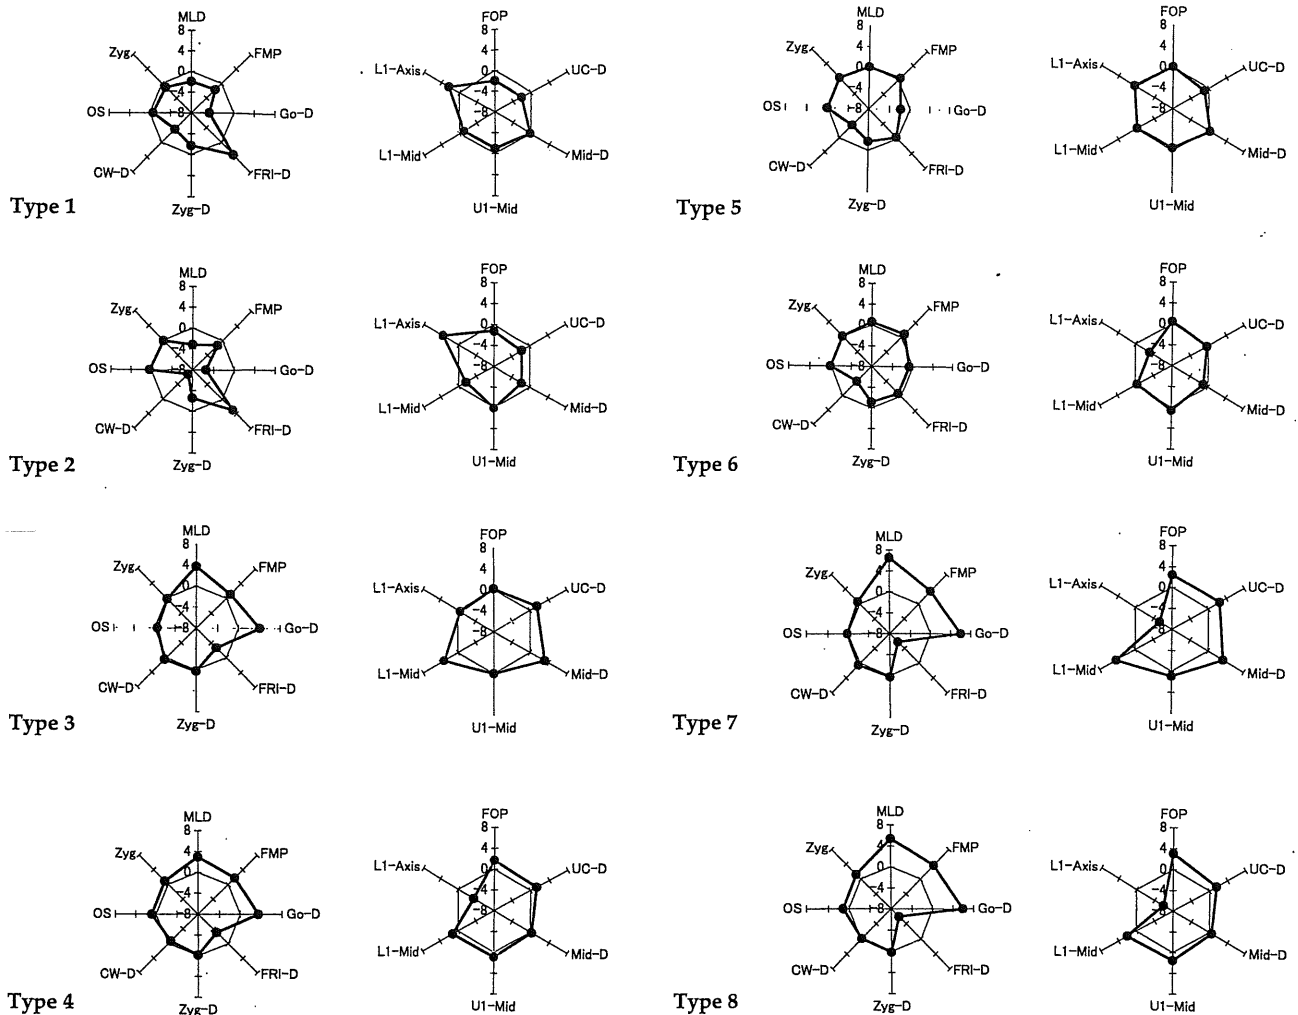 MLD
8
4
0
-4
-8
Zyg
FMP
OS
Go-D
CW-D
FRI-D
Zyg-D
Type 1
FOP
8
4
0
-4
-8
L1-Axis
UC-D
L1-Mid
Mid-D
U1-Mid
MLD
8
4
0
-4
-8
Zyg
FMP
OS
Go-D
CW-D
FRI-D
Zyg-D
Type 5
FOP
8
4
0
-4
-8
L1-Axis
UC-D
L1-Mid
Mid-D
U1-Mid
MLD
8
4
0
-4
-8
Zyg
FMP
OS
Go-D
CW-D
FRI-D
Zyg-D
Type 2
FOP
8
4
0
-4
-8
L1-Axis
UC-D
L1-Mid
Mid-D
U1-Mid
MLD
8
4
0
-4
-8
Zyg
FMP
OS
Go-D
CW-D
FRI-D
Zyg-D
Type 6
FOP
8
4
0
-4
-8
L1-Axis
UC-D
L1-Mid
Mid-D
U1-Mid
MLD
8
4
0
-4
-8
Zyg
FMP
OS
Go-D
CW-D
FRI-D
Zyg-D
Type 3
FOP
8
4
0
-4
-8
L1-Axis
UC-D
L1-Mid
Mid-D
U1-Mid
MLD
8
4
0
-4
-8
Zyg
FMP
OS
Go-D
CW-D
FRI-D
Zyg-D
Type 7
FOP
8
4
0
-4
-8
L1-Axis
UC-D
L1-Mid
Mid-D
U1-Mid
MLD
8
4
0
-4
-8
Zyg
FMP
OS
Go-D
CW-D
FRI-D
Zyg-D
Type 4
FOP
8
4
0
-4
-8
L1-Axis
UC-D
L1-Mid
Mid-D
U1-Mid
MLD
8
4
0
-4
-8
Zyg
FMP
OS
Go-D
CW-D
FRI-D
Zyg-D
Type 8
FOP
8
4
0
-4
-8
L1-Axis
UC-D
L1-Mid
Mid-D
U1-Mid